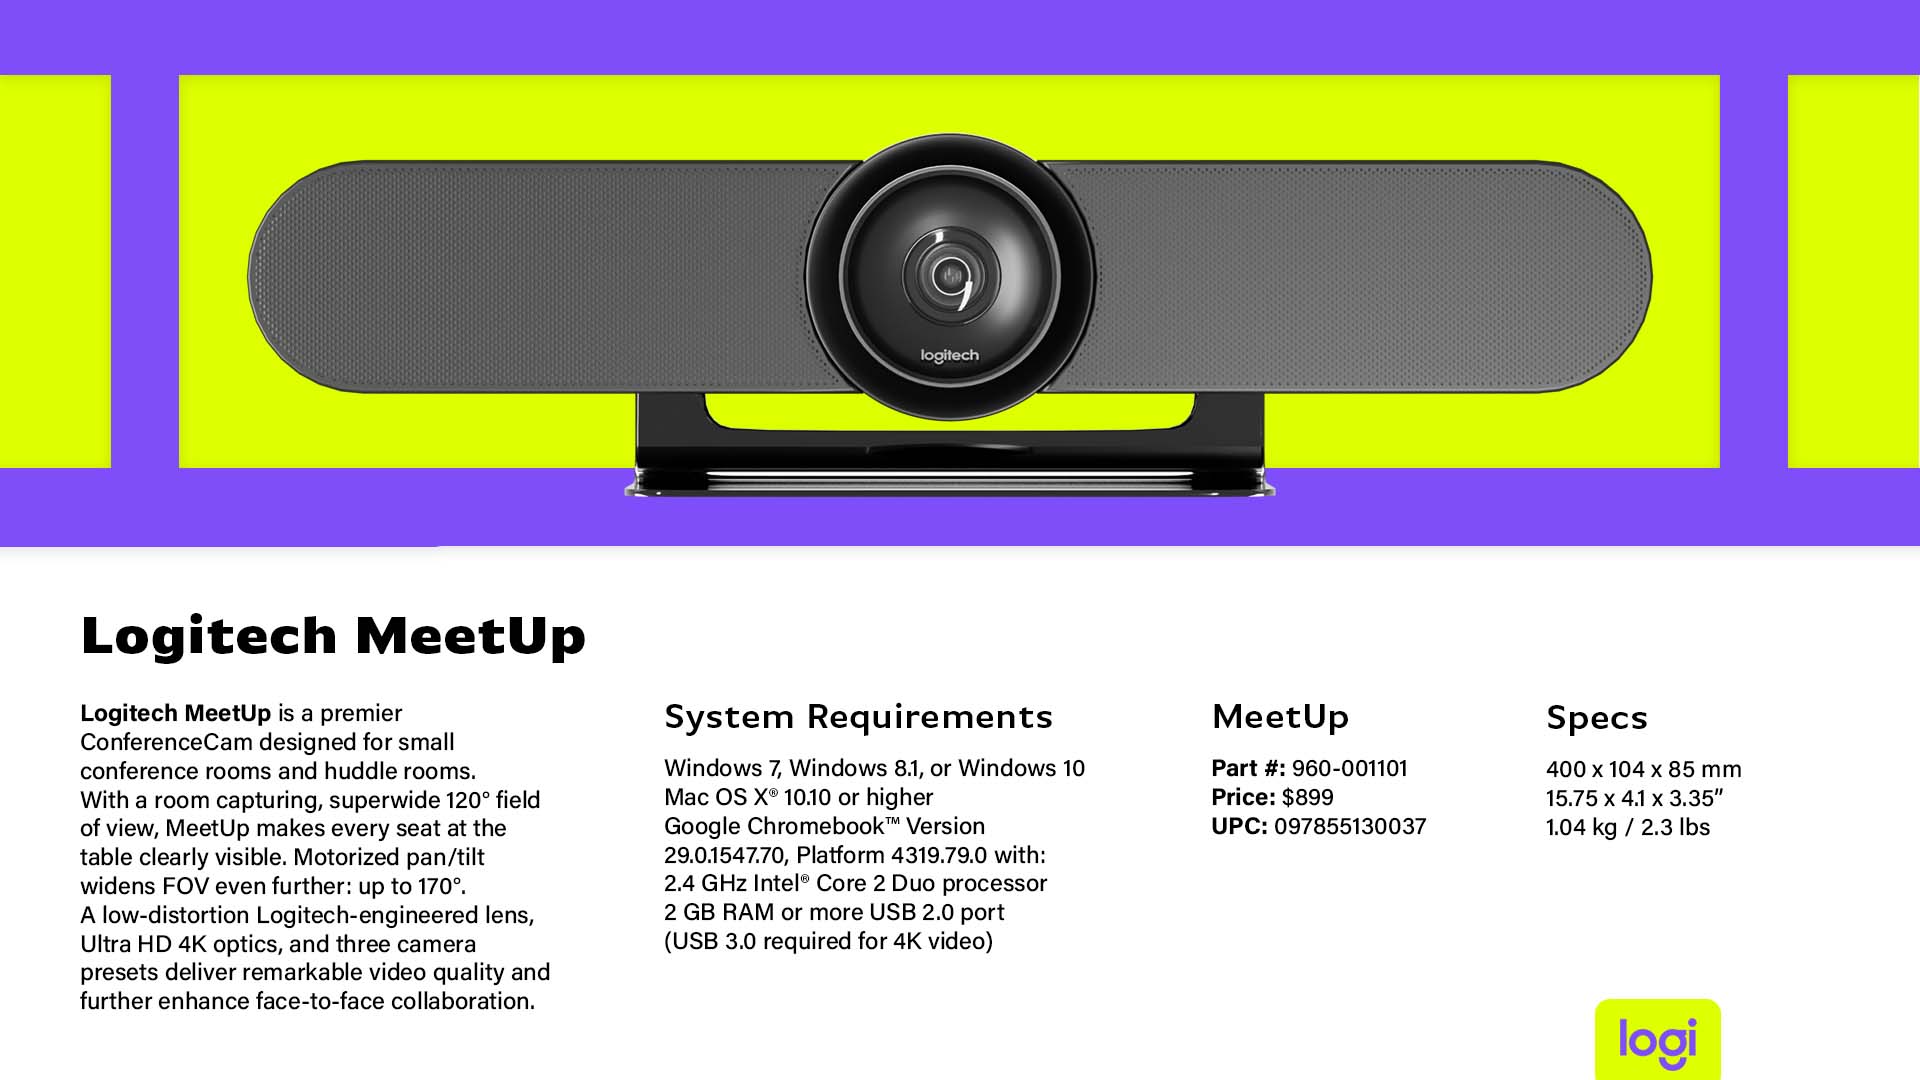 logitech
Logitech MeetUp
Logitech MeetUp is a premier
ConferenceCam designed for small
conference rooms and huddle rooms.
With a room capturing, superwide 120° field
of view, MeetUp makes every seat at the
table clearly visible. Motorized pan/tilt
widens FOV even further: up to 170°.
A low-distortion Logitech-engineered lens,
Ultra HD 4K optics, and three camera
presets deliver remarkable video quality and
further enhance face-to-face collaboration.
System Requirements
Windows 7, Windows 8.1, or Windows 10
Mac OS X® 10.10 or higher
Google Chromebook™ Version
29.0.1547.70, Platform 4319.79.0 with:
2.4 GHz Intel® Core 2 Duo processor
2 GB RAM or more USB 2.0 port
(USB 3.0 required for 4K video)
MeetUp
Part #: 960-001101
Price: $899
UPC: 097855130037
Specs
400 x 104 x 85 mm
15.75 x 4.1 x 3.35”
1.04 kg / 2.3 lbs
logi